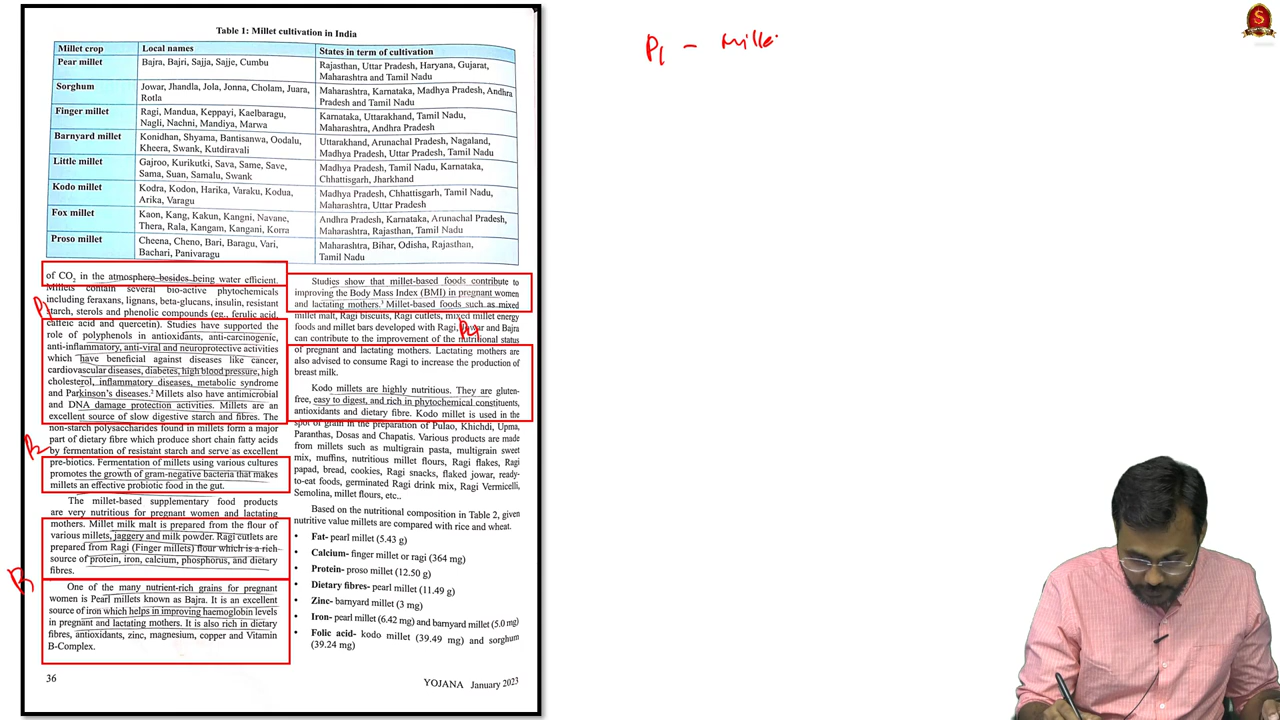 Table 1: Millet cultivation in India
Millet crop Local names States in term of cultivation
Pear millet Bajra, Bajri, Sajja, Sajje, Cumbu Rajasthan, Uttar Pradesh, Haryana, Gujarat,
Maharashtra and Tamil Nadu
Sorghum Jowar, Jhandla, Jola, Jonna, Cholam, Juara, Maharashtra, Karnataka, Madhya Pradesh, Andhra
Rotla Pradesh and Tamil Nadu
Finger millet Ragi, Mandua, Keppayi, Kaelbaragu, Karnataka, Uttarakhand, Tamil Nadu,
Nagli, Nachni, Mandiya, Marwa Maharashtra, Andhra Pradesh
Barnyard millet Konidhan, Shyama, Bantisanwa, Oodalu, Uttarakhand, Arunachal Pradesh, Nagaland,
Kheera, Swank, Kutdiravali Madhya Pradesh, Uttar Pradesh, Tamil Nadu
Little millet Gajroo, Kurikutki, Sava, Same, Save, Madhya Pradesh, Tamil Nadu, Karnataka,
Sama, Suan, Samalu, Swank Chhattisgarh, Jharkhand
Kodo millet Kodra, Kodon, Harika, Varaku, Kodua, Madhya Pradesh, Chhattisgarh, Tamil Nadu,
Arika, Varagu Maharashtra, Uttar Pradesh
Fox millet Kaon, Kang, Kakun, Kangni, Navane, Andhra Pradesh, Karnataka, Arunachal Pradesh,
Thera, Rala, Kangam, Kangani, Korra Maharashtra, Rajasthan, Tamil Nadu
Proso millet Cheena, Cheno, Bari, Baragu, Vari, Maharashtra, Bihar, Odisha, Rajasthan,
Bachari, Panivaragu Tamil Nadu
of CO2 in the atmosphere besides being water efficient.
Millets contain several bio-active phytochemicals
including feraxans, lignans, beta-glucans, insulin, resistant
starch, sterols and phenolic compounds (eg., ferulic acid,
caffeic acid and quercetin). Studies have supported the
role of polyphenols in antioxidants, anti-carcinogenic,
anti-inflammatory, anti-viral and neuroprotective activities
which have beneficial against diseases like cancer,
cardiovascular diseases, diabetes, high blood pressure, high
cholesterol, inflammatory diseases, metabolic syndrome
and Parkinson's diseases.2 Millets also have antimicrobial
and DNA damage protection activities. Millets are an
excellent source of slow digestive starch and fibres. The
non-starch polysaccharides found in millets form a major
part of dietary fibre which produce short chain fatty acids
by fermentation of resistant starch and serve as excellent
pre-biotics. Fermentation of millets using various cultures
promotes the growth of gram-negative bacteria that makes
millets an effective probiotic food in the gut.
The millet-based supplementary food products
are very nutritious for pregnant women and lactating
mothers. Millet milk malt is prepared from the flour of
various millets, jaggery and milk powder. Ragi cutlets are
prepared from Ragi (Finger millets) flour which is a rich
source of protein, iron, calcium, phosphorus, and dietary
fibres.
One of the many nutrient-rich grains for pregnant
women is Pearl millets known as Bajra. It is an excellent
source of iron which helps in improving haemoglobin levels
in pregnant and lactating mothers. It is also rich in dietary
fibres, antioxidants, zinc, magnesium, copper and Vitamin
B-Complex.
Studies show that millet-based foods contribute to
improving the Body Mass Index (BMI) in pregnant women
and lactating mothers.3 Millet-based foods such as mixed
millet malt, Ragi biscuits, Ragi cutlets, mixed millet energy
foods and millet bars developed with Ragi, Jowar and Bajra
can contribute to the improvement of the nutritional status
of pregnant and lactating mothers. Lactating mothers are
also advised to consume Ragi to increase the production of
breast milk.
Kodo millets are highly nutritious. They are gluten-
free, easy to digest, and rich in phytochemical constituents,
antioxidants and dietary fibre. Kodo millet is used in the
spot of grain in the preparation of Pulao, Khichdi, Upma,
Paranthas, Dosas and Chapatis. Various products are made
from millets such as multigrain pasta, multigrain sweet
mix, muffins, nutritious millet flours, Ragi flakes, Ragi
papad, bread, cookies, Ragi snacks, flaked jowar, ready-
to-eat foods, germinated Ragi drink mix, Ragi Vermicelli,
Semolina, millet flours, etc..
Based on the nutritional composition in Table 2, given
nutritive value millets are compared with rice and wheat.
• Fat- pearl millet (5.43 g)
• Calcium- finger millet or ragi (364 mg)
• Protein- proso millet (12.50 g)
• Dietary fibres- pearl millet (11.49 g)
• Zinc- barnyard millet (3 mg)
• Iron- pearl millet (6.42 mg) and barnyard millet (5.0 mg)
• Folic acid- kodo millet (39.49 mg) and sorghum
(39.24 mg)
36
YOJANA January 2023
P1
P2
P4
P1 - Mille
S